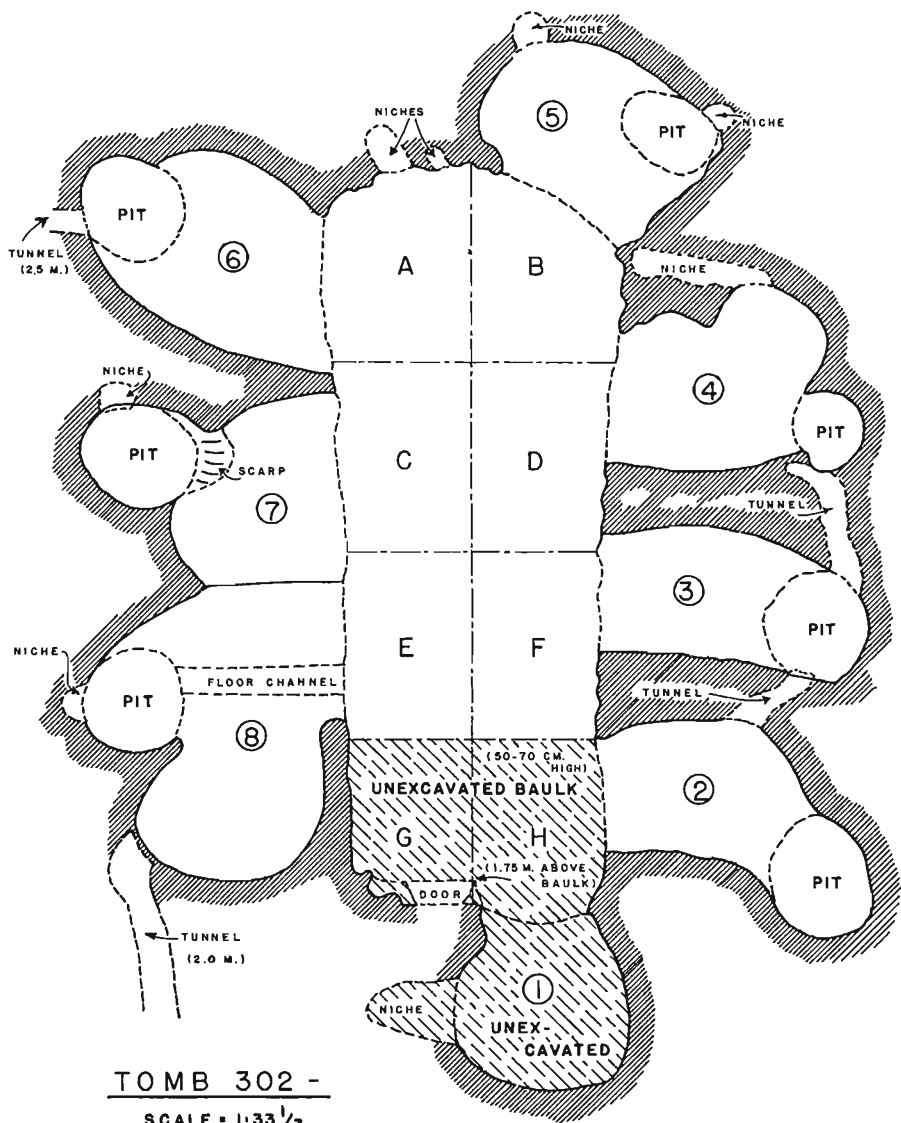 NICHE
NICHES
⑤
PIT
NICHE
PIT
TUNNEL
(2.5 M.)
⑥
A
B
NICHE
④
NICHE
PIT
SCARP
C
D
PIT
⑦
TUNNEL
③
PIT
NICHE
E
F
FLOOR CHANNEL
PIT
TUNNEL
⑧
(50-70 CM.
HIGH)
UNEXCAVATED BAULK
②
G
H
(1.75 M. ABOVE
BAULK)
DOOR
PIT
TUNNEL
(2.0 M.)
①
NICHE
UNEX-
CAVATED
TOMB 302 -
SCALE = 1:33